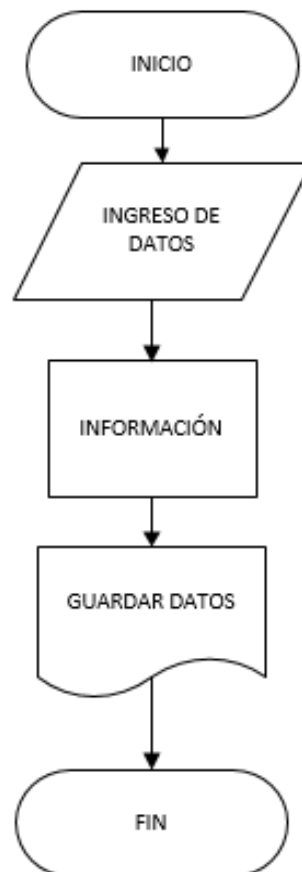 INICIO
INGRESO DE
DATOS
INFORMACIÓN
GUARDAR DATOS
FIN